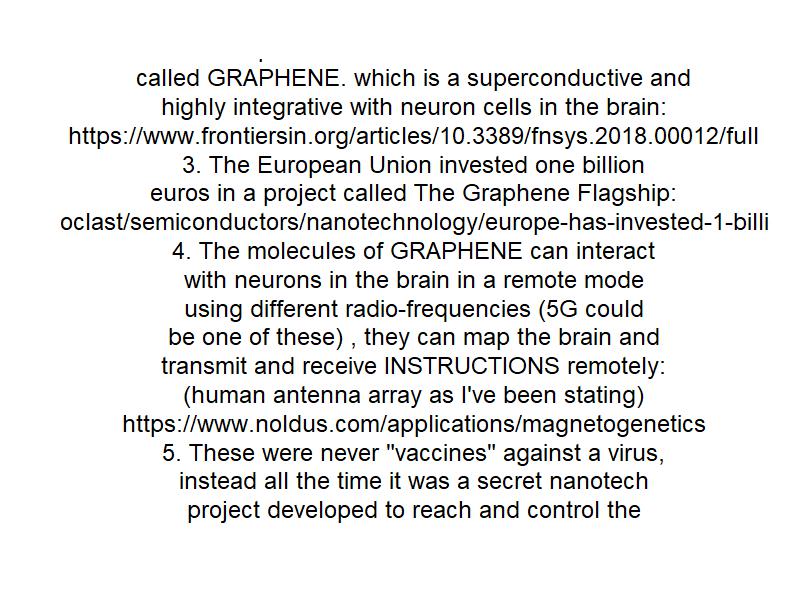 called GRAPHENE. which is a superconductive and
highly integrative with neuron cells in the brain:
https://www.frontiersin.org/articles/10.3389/fnsys.2018.00012/full
3. The European Union invested one billion
euros in a project called The Graphene Flagship:
oclast/semiconductors/nanotechnology/europe-has-invested-1-billi
4. The molecules of GRAPHENE can interact
with neurons in the brain in a remote mode
using different radio-frequencies (5G could
be one of these) , they can map the brain and
transmit and receive INSTRUCTIONS remotely:
(human antenna array as I've been stating)
https://www.noldus.com/applications/magnetogenetics
5. These were never "vaccines" against a virus,
instead all the time it was a secret nanotech
project developed to reach and control the